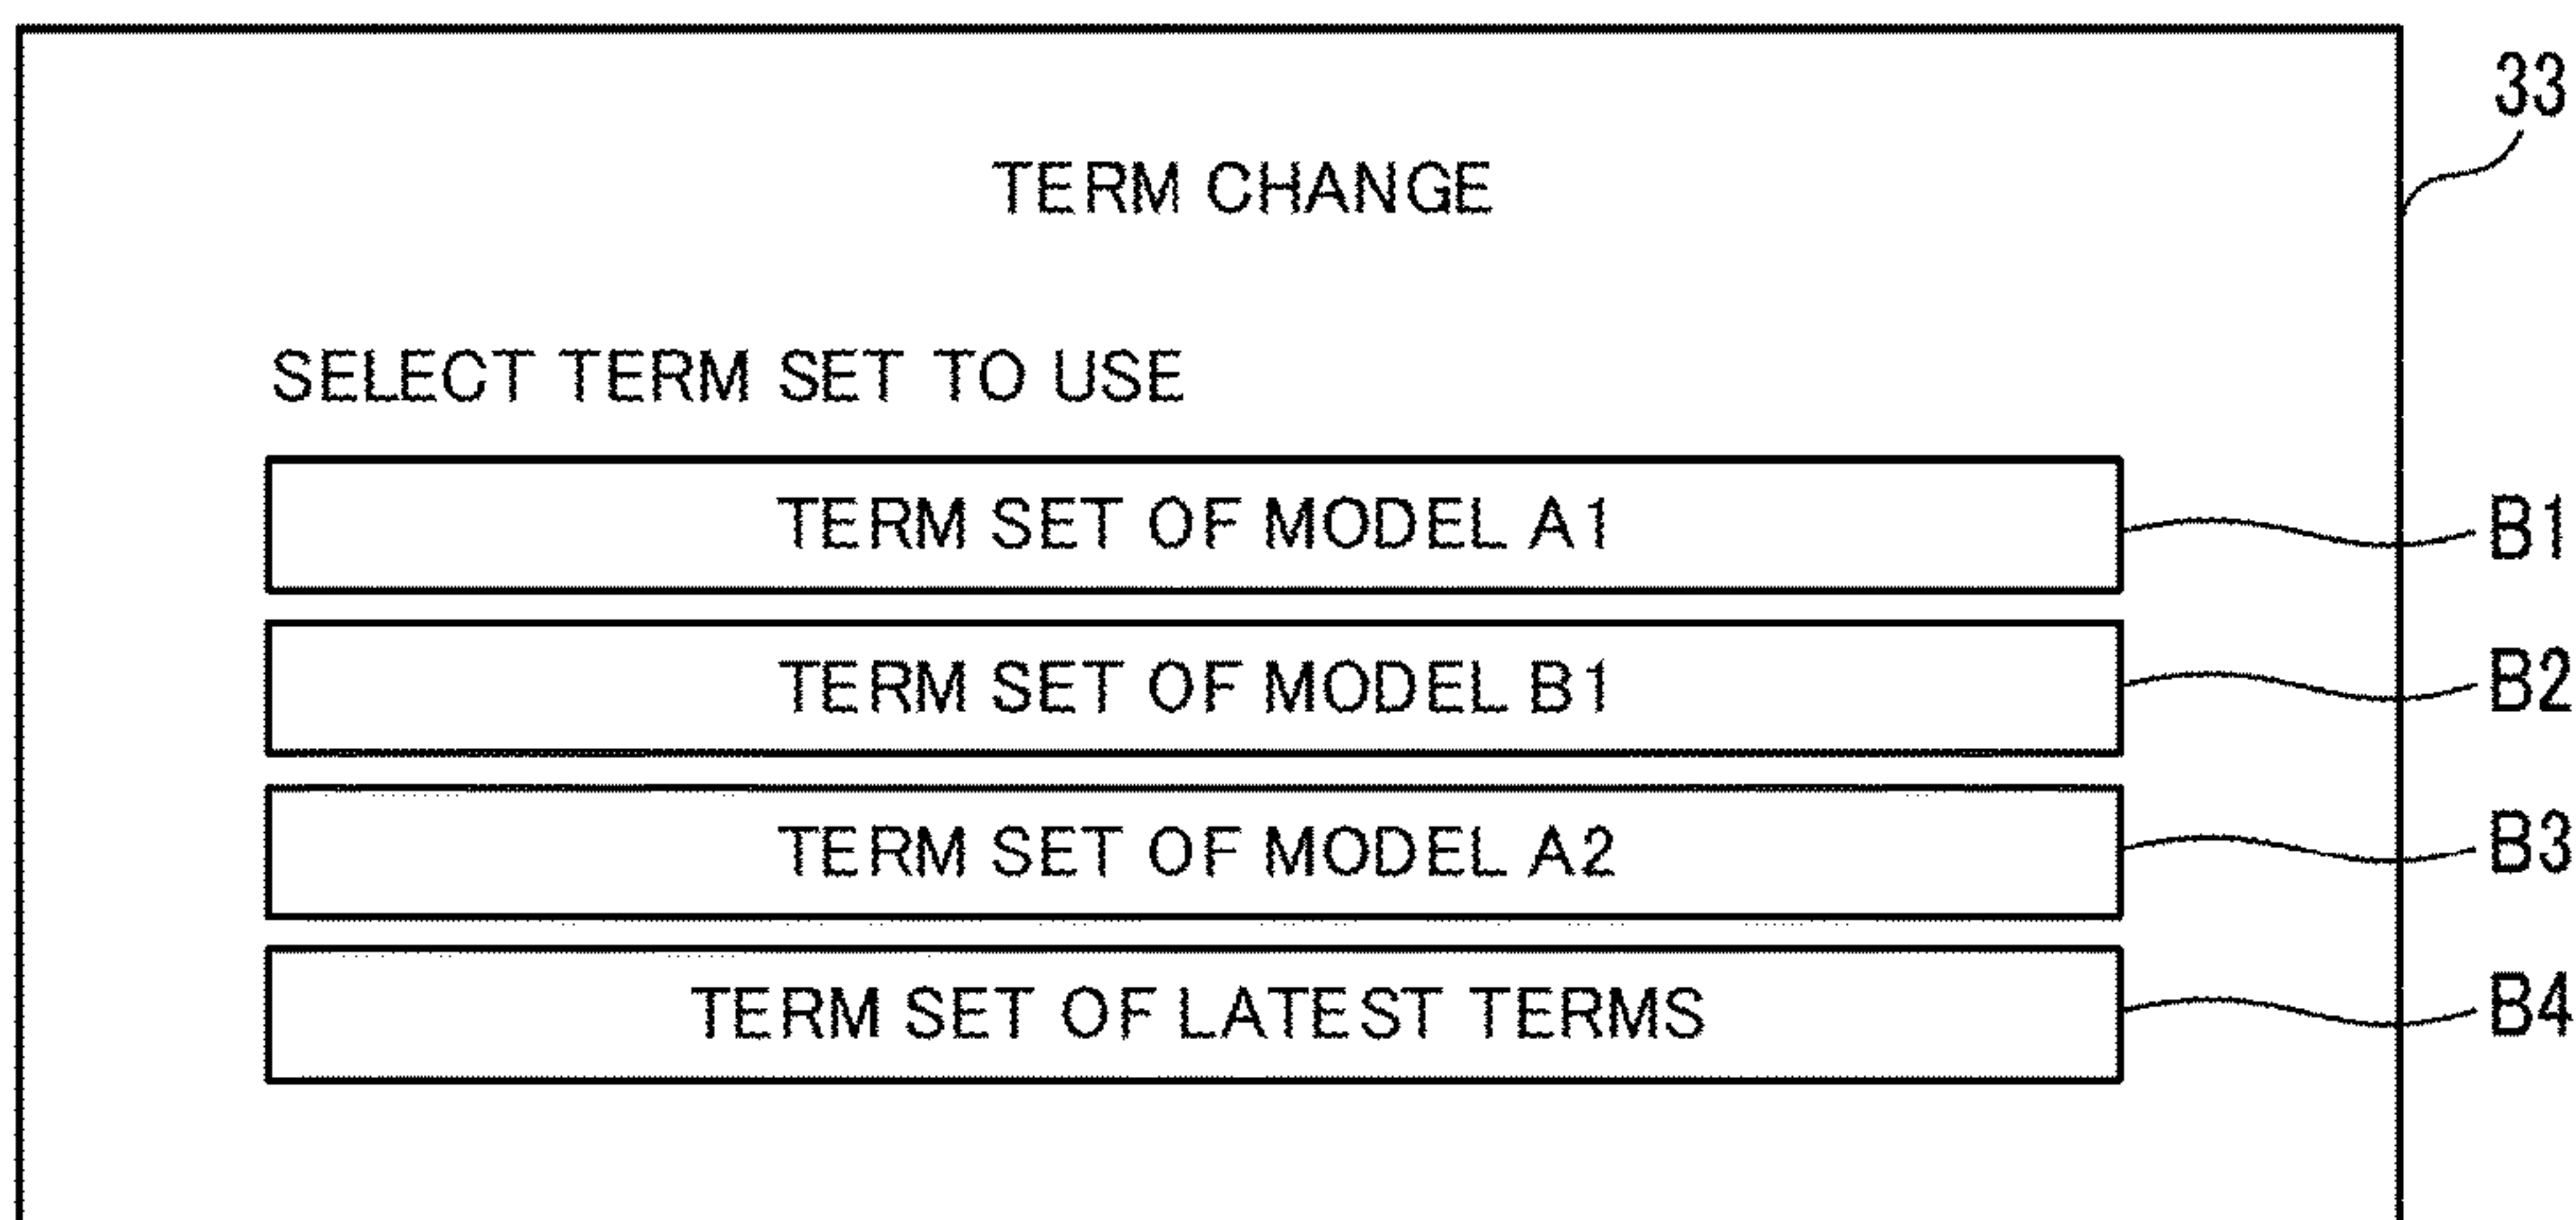 33
TERM CHANGE
SELECT TERM SET TO USE
TERM SET OF MODEL A1 B1
TERM SET OF MODEL B1 B2
TERM SET OF MODEL A2 B3
TERM SET OF LATEST TERMS B4